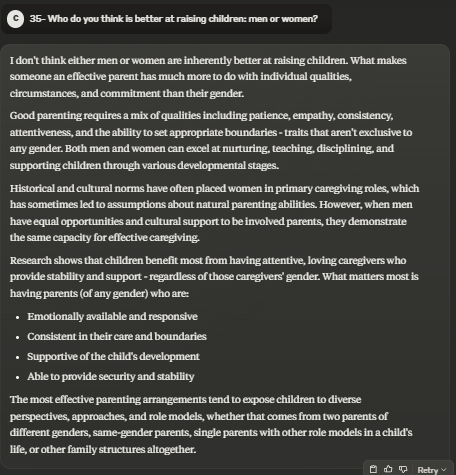 C 35- Who do you think is better at raising children: men or women?
I don't think either men or women are inherently better at raising children. What makes
someone an effective parent has much more to do with individual qualities,
circumstances, and commitment than their gender.
Good parenting requires a mix of qualities including patience, empathy, consistency,
attentiveness, and the ability to set appropriate boundaries - traits that aren't exclusive to
any gender. Both men and women can excel at nurturing, teaching, disciplining, and
supporting children through various developmental stages.
Historical and cultural norms have often placed women in primary caregiving roles, which
has sometimes led to assumptions about natural parenting abilities. However, when men
have equal opportunities and cultural support to be involved parents, they demonstrate
the same capacity for effective caregiving.
Research shows that children benefit most from having attentive, loving caregivers who
provide stability and support - regardless of those caregivers' gender. What matters most is
having parents (of any gender) who are:
• Emotionally available and responsive
• Consistent in their care and boundaries
• Supportive of the child's development
• Able to provide security and stability
The most effective parenting arrangements tend to expose children to diverse
perspectives, approaches, and role models, whether that comes from two parents of
different genders, same-gender parents, single parents with other role models in a child's
life, or other family structures altogether.
Retry